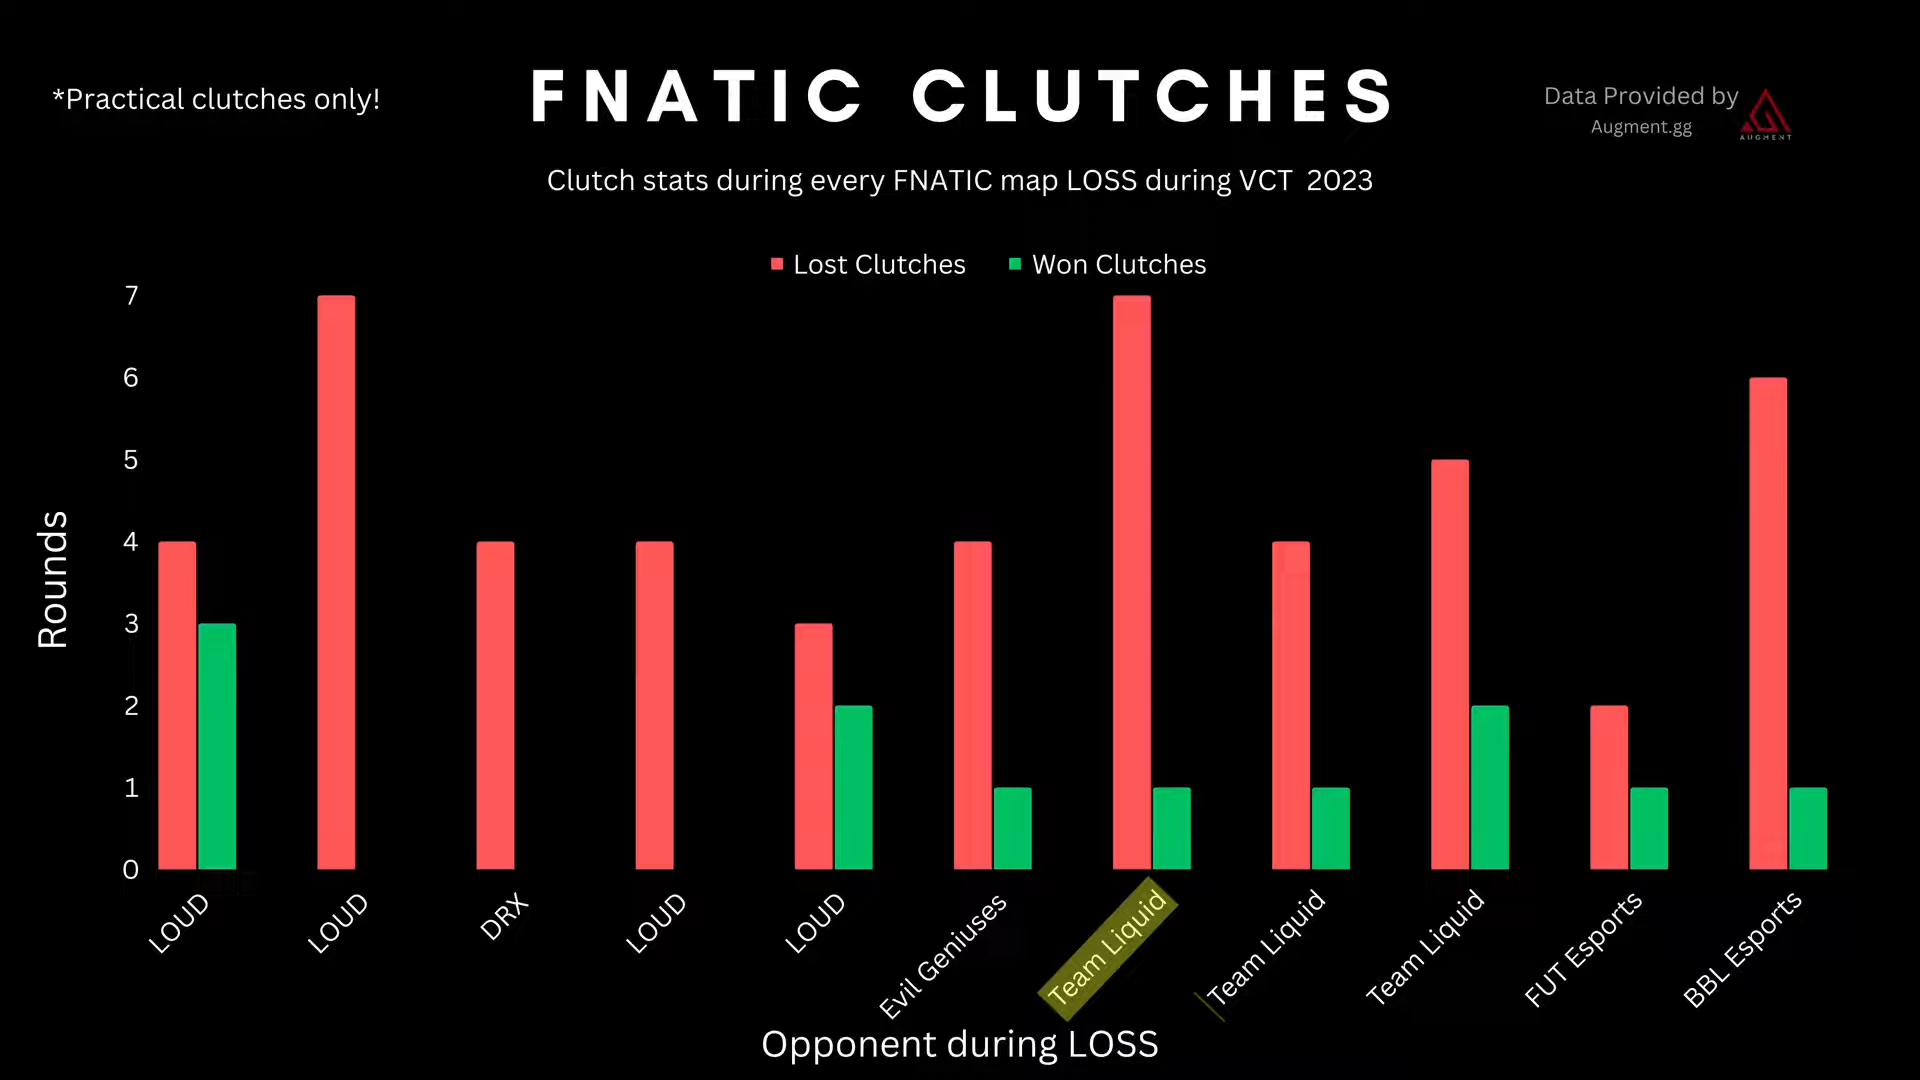 *Practical clutches only!
FNATIC CLUTCHES
Data Provided by
Augment.gg
AUGMENT
Clutch stats during every FNATIC map LOSS during VCT 2023
Lost Clutches
Won Clutches
7
6
5
4
3
2
1
0
Rounds
LOUD
LOUD
DRX
LOUD
LOUD
Evil Geniuses
Team Liquid
Team Liquid
Team Liquid
FUT Esports
BBL Esports
Opponent during LOSS